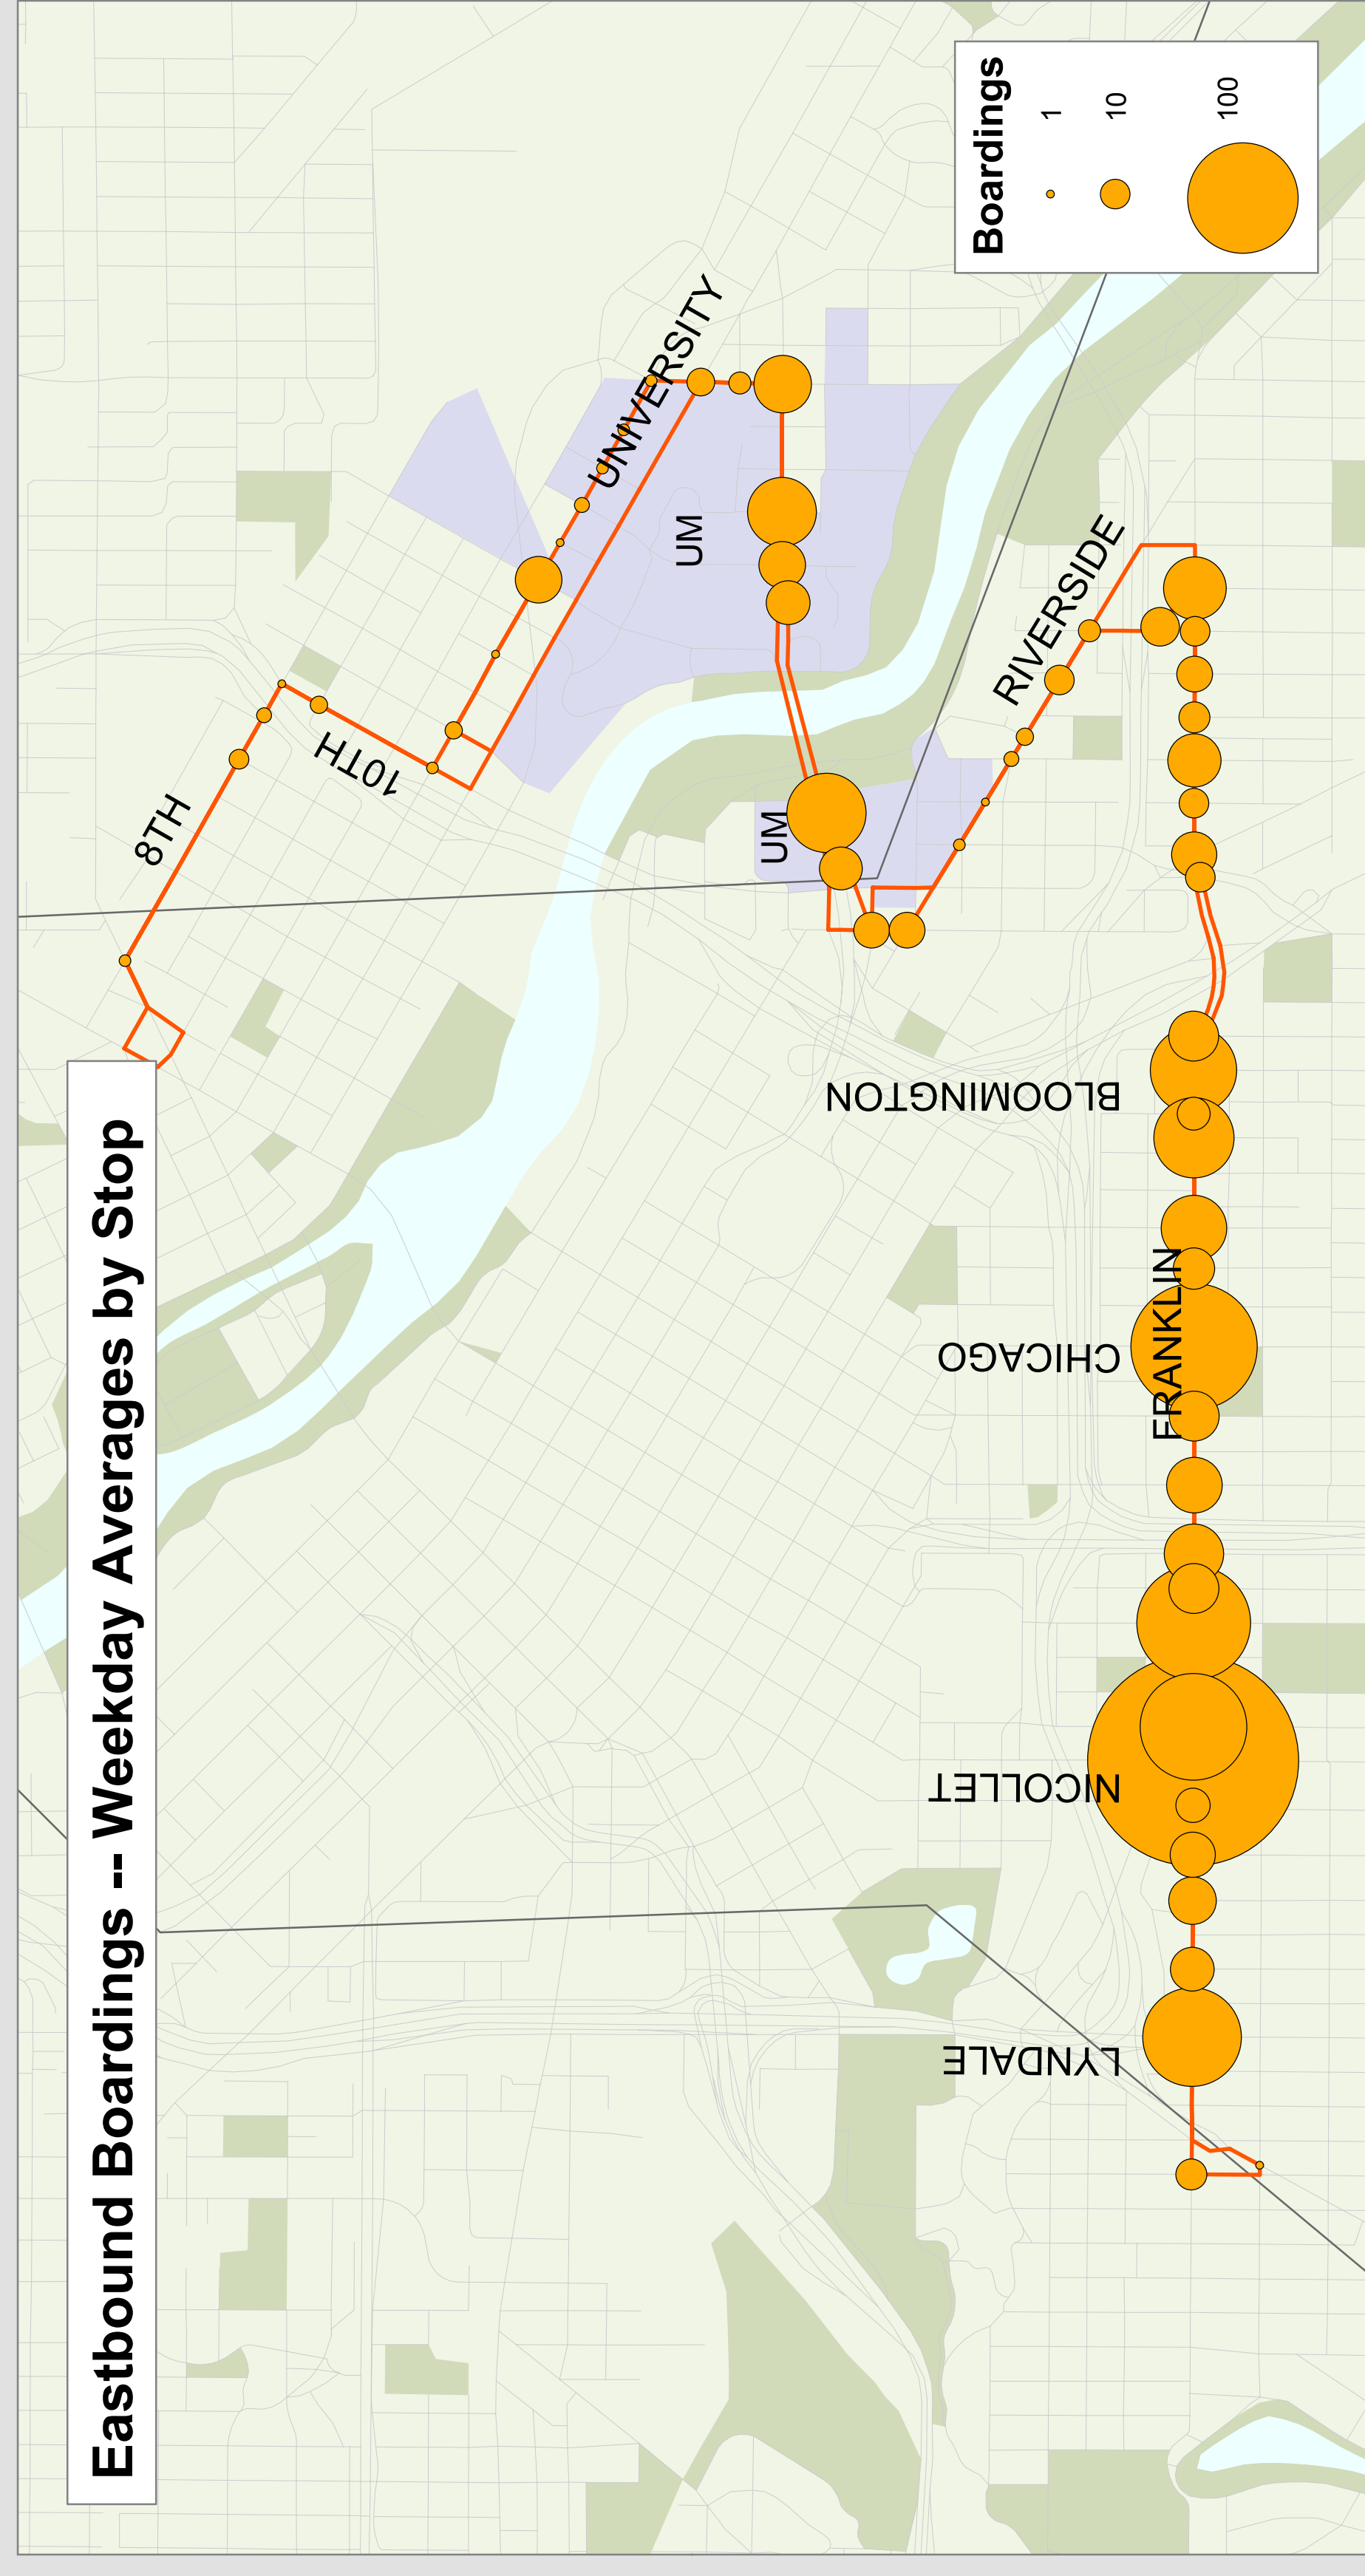 Eastbound Boardings -- Weekday Averages by Stop
8TH
10TH
UNIVERSITY
UM
UM
RIVERSIDE
BLOOMINGTON
CHICAGO
FRANKLIN
NICOLLET
LYNDALE
Boardings
1
10
100